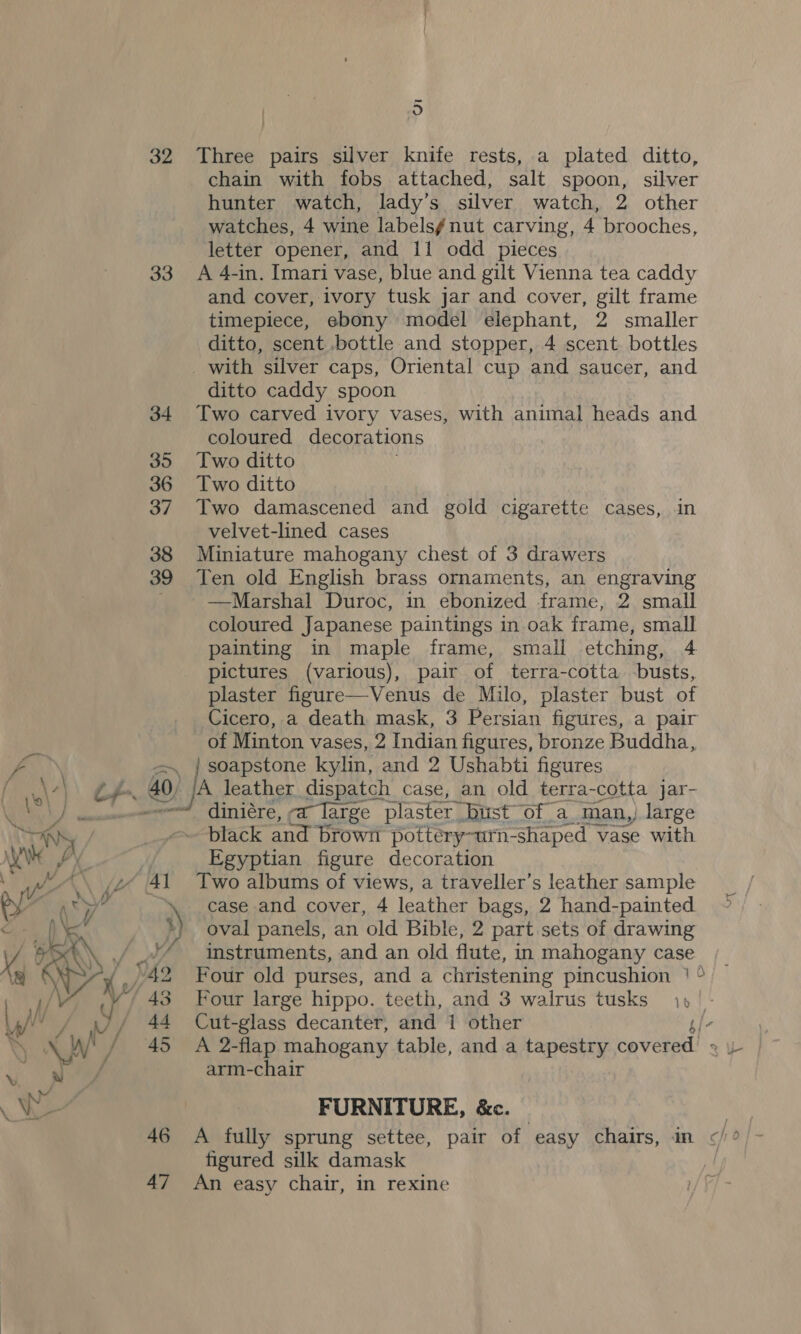 5
32 Three pairs silver knife rests, a plated ditto,
chain with fobs attached, salt spoon, silver
hunter watch, lady's silver watch, 2 other
watches, 4 wine labels, nut carving, 4 brooches,
letter opener, and 11 odd pieces
33 A 4-in. Imari vase, blue and gilt Vienna tea caddy
and cover, ivory tusk jar and cover, gilt frame
timepiece, ebony model elephant, 2 smaller
ditto, scent bottle and stopper, 4 scent bottles
with silver caps, Oriental cup and saucer, and
ditto caddy spoon
34 Two carved ivory vases, with animal heads and
coloured decorations
35 Two ditto
36 Two ditto
37 Two damascened and gold cigarette cases, in
velvet-lined cases
38 Miniature mahogany chest of 3 drawers
39 Ten old English brass ornaments, an engraving
—Marshal Duroc, in ebonized frame, 2 small
coloured Japanese paintings in oak frame, small
painting in maple frame, small etching, 4
pictures (various), pair of terra-cotta busts,
plaster figure—Venus de Milo, plaster bust of
Cicero, a death mask, 3 Persian figures, a pair
of Minton vases, 2 Indian figures, bronze Buddha,
soapstone kylin, and 2 Ushabti figures
40 A leather dispatch case, an old terra-cotta jar-
diniére, a large plaster bust of a man, large
black and brown pottery urn-shaped vase with
Egyptian figure decoration
41 Two albums of views, a traveller's leather sample
case and cover, 4 leather bags, 2 hand-painted
oval panels, an old Bible, 2 part sets of drawing
instruments, and an old flute, in mahogany case
42 Four old purses, and a christening pincushion
43 Four large hippo. teeth, and 3 walrus tusks
44 Cut-glass decanter, and 1 other
45 A 2-flap mahogany table, and a tapestry covered
arm-chair
FURNITURE, &c.
46 A fully sprung settee, pair of easy chairs, in
figured silk damask
47 An easy chair, in rexine